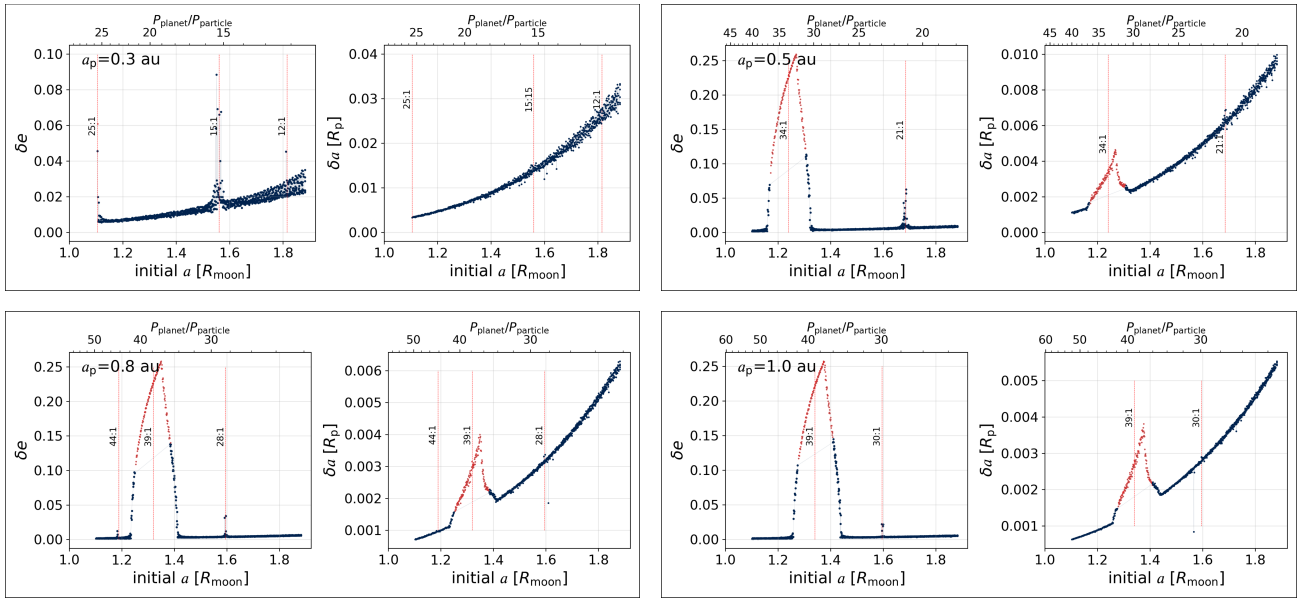 P_planet/P_particle
25 20 15
a_p=0.3 au
δe
0.10
0.08
0.06
0.04
0.02
0.00
25:1
15:1
12:1
1.0 1.2 1.4 1.6 1.8
initial a [R_moon]
P_planet/P_particle
25 20 15
δa [R_p]
0.04
0.03
0.02
0.01
0.00
25:1
15:15
12:1
1.0 1.2 1.4 1.6 1.8
initial a [R_moon]
P_planet/P_particle
45 40 35 30 25 20
a_p=0.5 au
δe
0.25
0.20
0.15
0.10
0.05
0.00
34:1
21:1
1.0 1.2 1.4 1.6 1.8
initial a [R_moon]
P_planet/P_particle
45 40 35 30 25 20
δa [R_p]
0.010
0.008
0.006
0.004
0.002
0.000
34:1
21:1
1.0 1.2 1.4 1.6 1.8
initial a [R_moon]
P_planet/P_particle
50 40 30
a_p=0.8 au
δe
0.25
0.20
0.15
0.10
0.05
0.00
44:1
39:1
28:1
1.0 1.2 1.4 1.6 1.8
initial a [R_moon]
P_planet/P_particle
50 40 30
δa [R_p]
0.006
0.005
0.004
0.003
0.002
0.001
44:1
39:1
28:1
1.0 1.2 1.4 1.6 1.8
initial a [R_moon]
P_planet/P_particle
60 50 40 30
a_p=1.0 au
δe
0.25
0.20
0.15
0.10
0.05
0.00
39:1
30:1
1.0 1.2 1.4 1.6 1.8
initial a [R_moon]
P_planet/P_particle
60 50 40 30
δa [R_p]
0.005
0.004
0.003
0.002
0.001
39:1
30:1
1.0 1.2 1.4 1.6 1.8
initial a [R_moon]